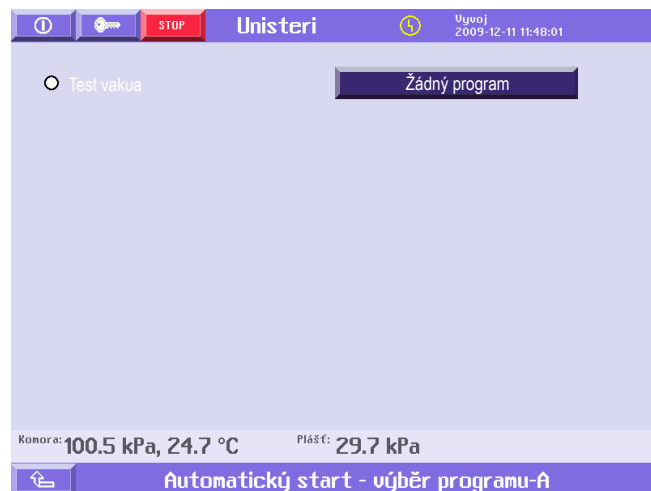 STOP Unisteri Vyvoj
2009-12-11 11:48:01
Test vakua Žádný program
Komora: 100.5 kPa, 24.7 °C Plášť: 29.7 kPa
Automatický start - výběr programu-A